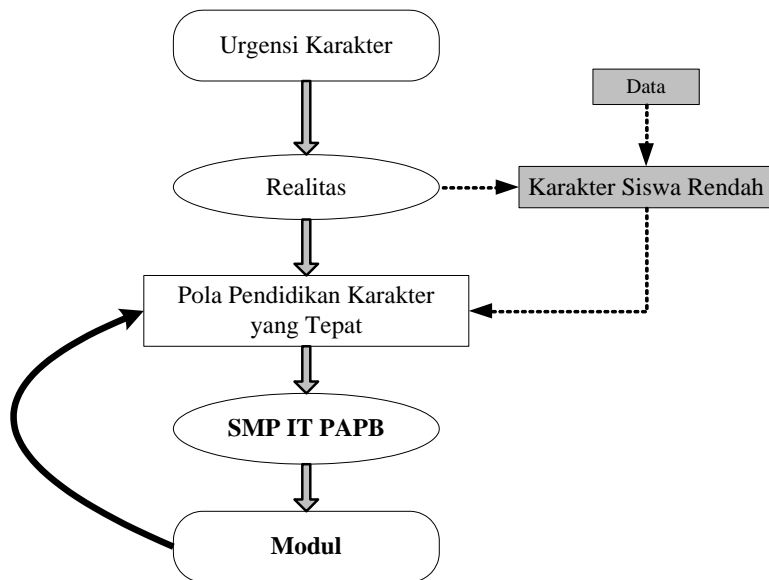 Urgensi Karakter
Data
Realitas
Karakter Siswa Rendah
Pola Pendidikan Karakter
yang Tepat
SMP IT PAPB
Modul